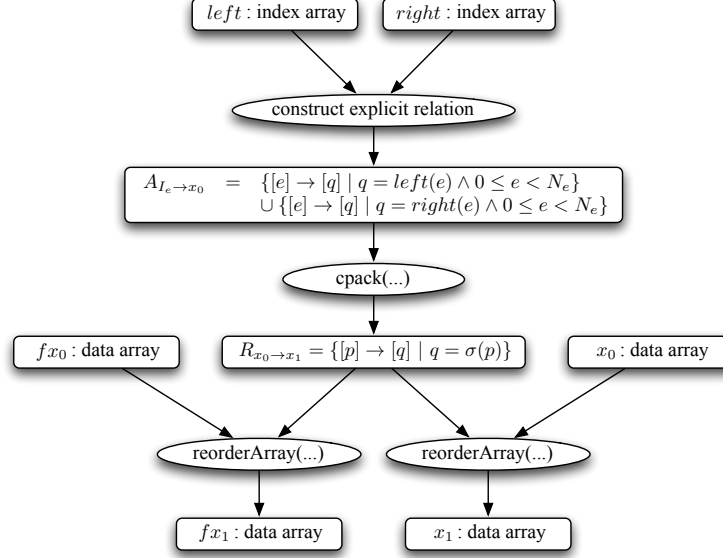 left : index array
right : index array
construct explicit relation
A_{I_e→x_0} = {[e] → [q] | q = left(e) ∧ 0 ≤ e < N_e}
∪ {[e] → [q] | q = right(e) ∧ 0 ≤ e < N_e}
cpack(...)
fx_0 : data array
R_{x_0→x_1} = {[p] → [q] | q = σ(p)}
x_0 : data array
reorderArray(...)
reorderArray(...)
fx_1 : data array
x_1 : data array